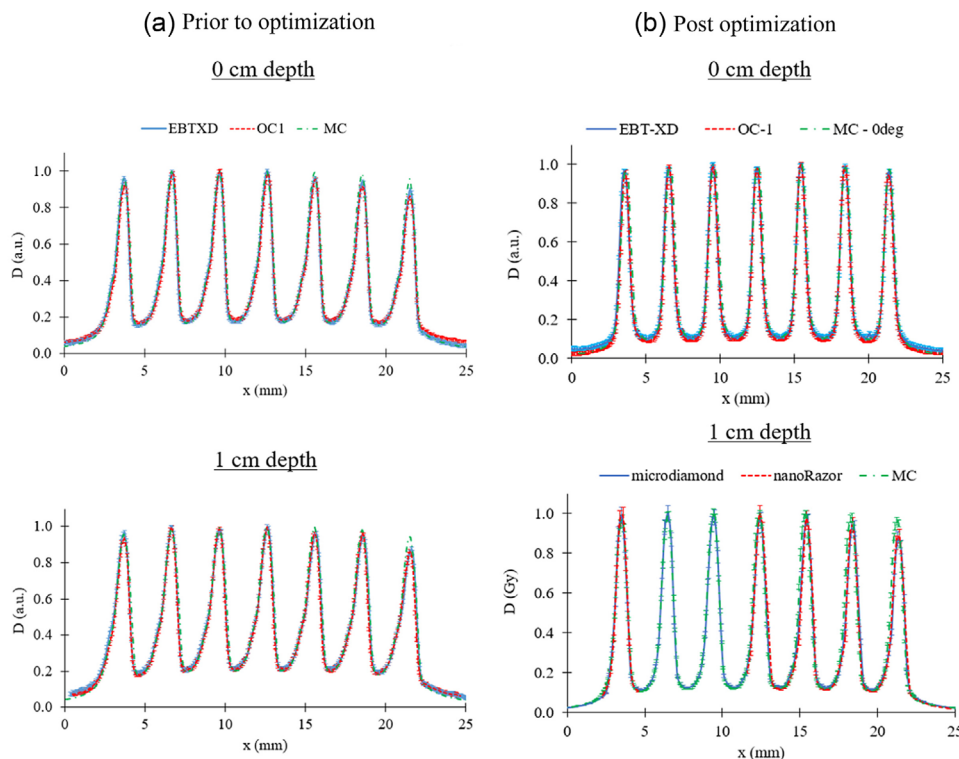 (a) Prior to optimization
0 cm depth
EBTXD OC1 MC
D (a.u.)
1.0
0.8
0.6
0.4
0.2
0.0
0 5 10 15 20 25
x (mm)
1 cm depth
D (a.u.)
1.0
0.8
0.6
0.4
0.2
0.0
0 5 10 15 20 25
x (mm)
(b) Post optimization
0 cm depth
EBT-XD OC-1 MC - 0deg
D (a.u.)
1.0
0.8
0.6
0.4
0.2
0.0
0 5 10 15 20 25
x (mm)
1 cm depth
microdiamond nanoRazor MC
D (Gy)
1.0
0.8
0.6
0.4
0.2
0.0
0 5 10 15 20 25
x (mm)